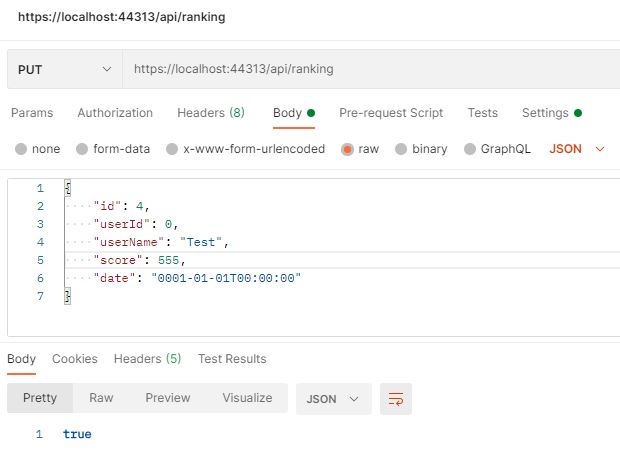 https://localhost:44313/api/ranking
PUT https://localhost:44313/api/ranking
Params Authorization Headers (8) Body Pre-request Script Tests Settings
none form-data x-www-form-urlencoded raw binary GraphQL JSON
1 {
2 ····"id": 4,
3 ····"userId": 0,
4 ····"userName": "Test",
5 ····"score": 555,
6 ····"date": "0001-01-01T00:00:00"
7 }
Body Cookies Headers (5) Test Results
Pretty Raw Preview Visualize JSON
1 true